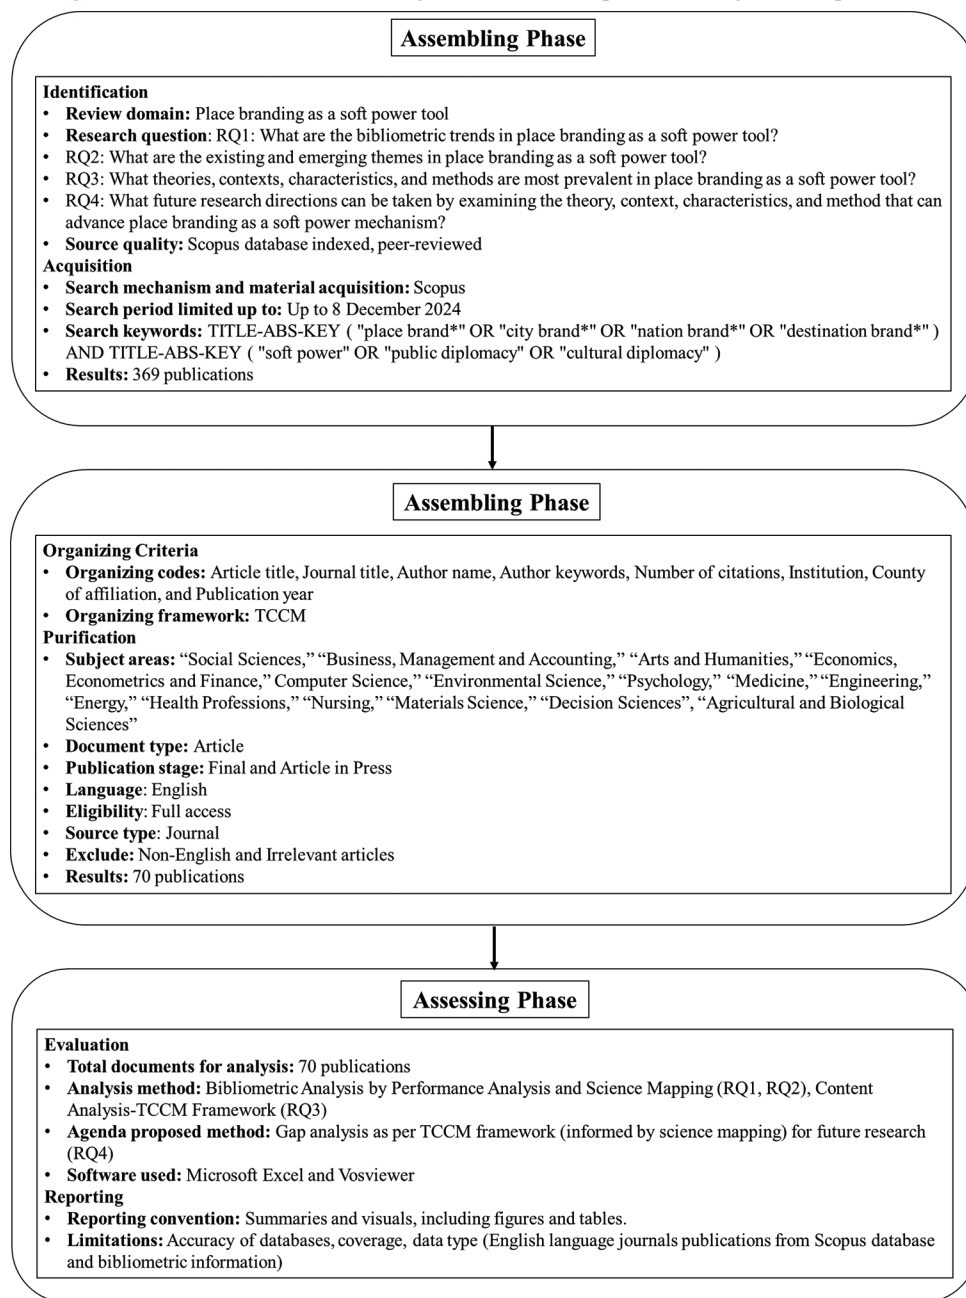 Assembling Phase
Identification
• Review domain: Place branding as a soft power tool
• Research question: RQ1: What are the bibliometric trends in place branding as a soft power tool?
• RQ2: What are the existing and emerging themes in place branding as a soft power tool?
• RQ3: What theories, contexts, characteristics, and methods are most prevalent in place branding as a soft power tool?
• RQ4: What future research directions can be taken by examining the theory, context, characteristics, and method that can
advance place branding as a soft power mechanism?
• Source quality: Scopus database indexed, peer-reviewed
Acquisition
• Search mechanism and material acquisition: Scopus
• Search period limited up to: Up to 8 December 2024
• Search keywords: TITLE-ABS-KEY ( "place brand*" OR "city brand*" OR "nation brand*" OR "destination brand*" )
AND TITLE-ABS-KEY ( "soft power" OR "public diplomacy" OR "cultural diplomacy" )
• Results: 369 publications
Assembling Phase
Organizing Criteria
• Organizing codes: Article title, Journal title, Author name, Author keywords, Number of citations, Institution, County
of affiliation, and Publication year
• Organizing framework: TCCM
Purification
• Subject areas: “Social Sciences,” “Business, Management and Accounting,” “Arts and Humanities,” “Economics,
Econometrics and Finance,” Computer Science,” “Environmental Science,” “Psychology,” “Medicine,” “Engineering,”
“Energy,” “Health Professions,” “Nursing,” “Materials Science,” “Decision Sciences”, “Agricultural and Biological
Sciences”
• Document type: Article
• Publication stage: Final and Article in Press
• Language: English
• Eligibility: Full access
• Source type: Journal
• Exclude: Non-English and Irrelevant articles
• Results: 70 publications
Assessing Phase
Evaluation
• Total documents for analysis: 70 publications
• Analysis method: Bibliometric Analysis by Performance Analysis and Science Mapping (RQ1, RQ2), Content
Analysis-TCCM Framework (RQ3)
• Agenda proposed method: Gap analysis as per TCCM framework (informed by science mapping) for future research
(RQ4)
• Software used: Microsoft Excel and Vosviewer
Reporting
• Reporting convention: Summaries and visuals, including figures and tables.
• Limitations: Accuracy of databases, coverage, data type (English language journals publications from Scopus database
and bibliometric information)